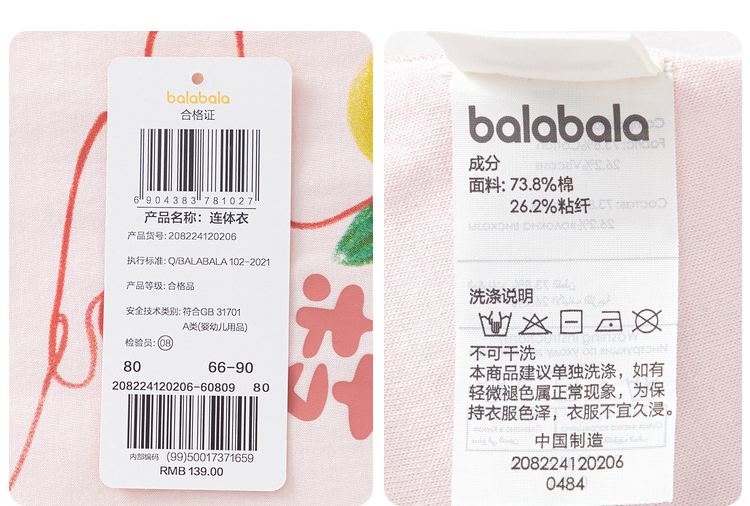 balabala
合格证
6 904383 781027
产品名称：连体衣
产品货号：208224120206
执行标准：Q/BALABALA 102-2021
产品等级：合格品
安全技术类别：符合GB 31701
A类(婴幼儿用品)
检验员：08
80 66-90
208224120206-60809 80
内部编码 (99)50017371659
RMB 139.00
balabala
成分
面料：73.8%棉
26.2%粘纤
洗涤说明
不可干洗
本商品建议单独洗涤，如有
轻微褪色属正常现象，为保
持衣服色泽，衣服不宜久浸。
中国制造
208224120206
0484